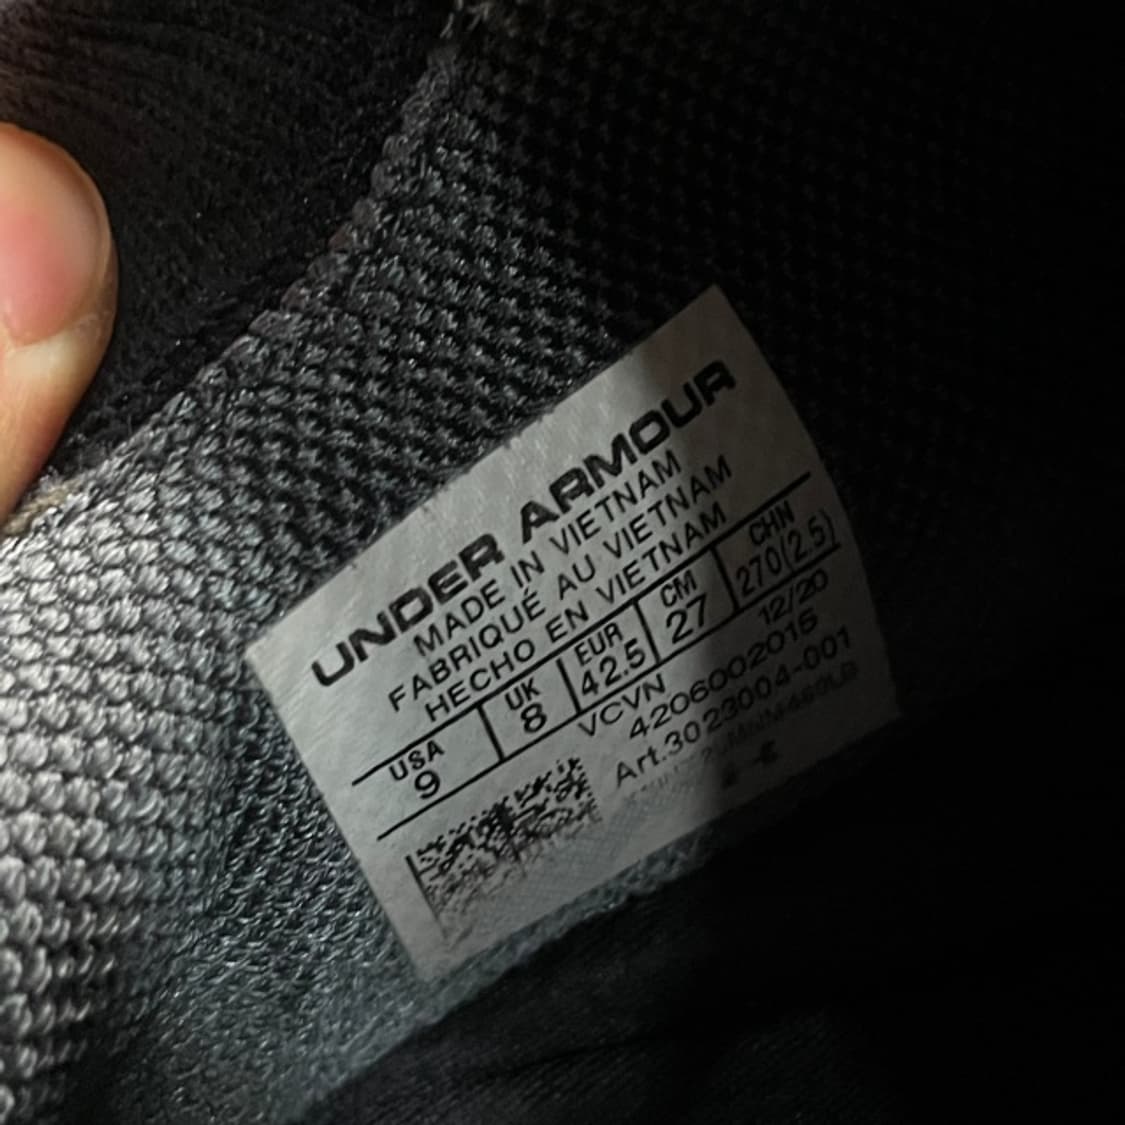 UNDER ARMOUR
MADE IN VIETNAM
FABRIQUÉ AU VIETNAM
HECHO EN VIETNAM
USA UK EUR CM CHN
9 8 42.5 27 270(2.5)
VCVN 12/20
4206002015
Art.3023004-001